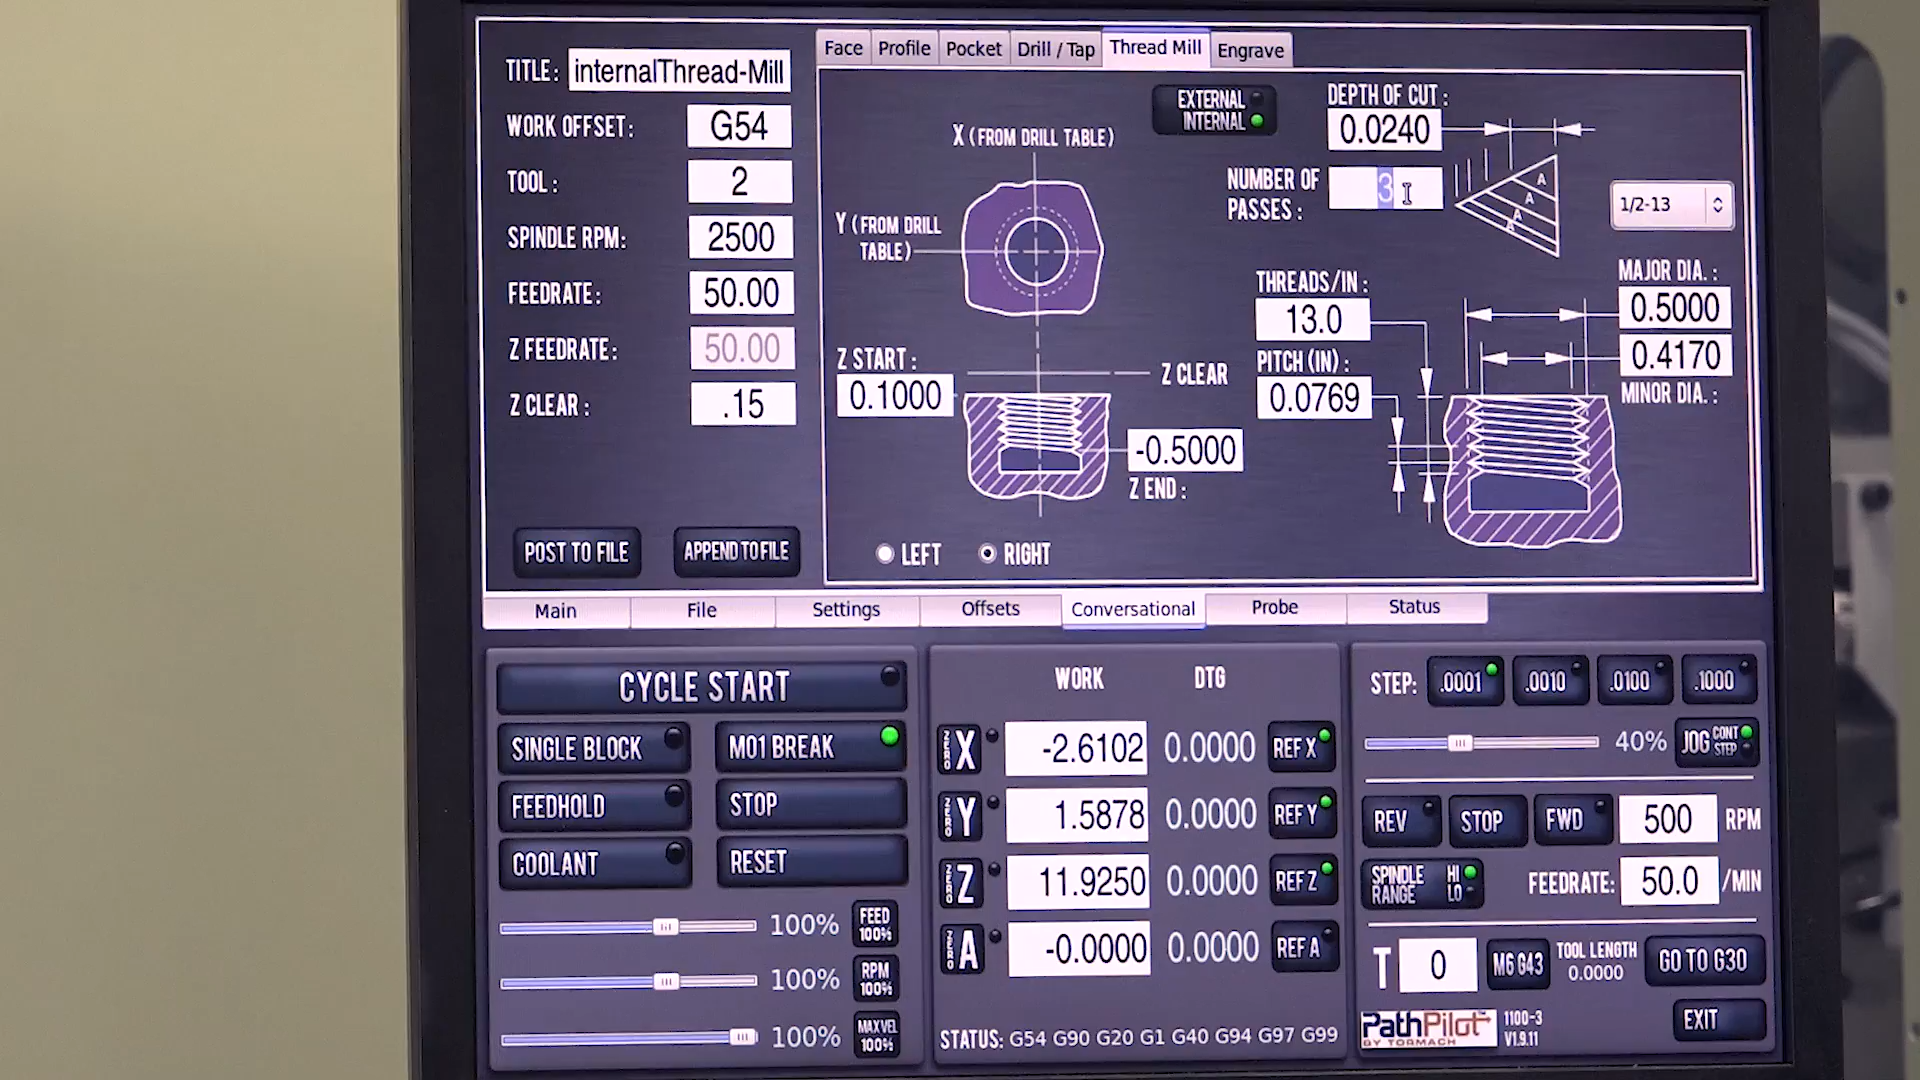 TITLE: internalThread-Mill
WORK OFFSET: G54
TOOL: 2
SPINDLE RPM: 2500
FEEDRATE: 50.00
Z FEEDRATE: 50.00
Z CLEAR: .15
POST TO FILE
APPEND TO FILE
Face Profile Pocket Drill / Tap Thread Mill Engrave
EXTERNAL
INTERNAL
X (FROM DRILL TABLE)
Y (FROM DRILL
TABLE)
DEPTH OF CUT:
0.0240
NUMBER OF
PASSES: 3
A
A
A
A
1/2-13
THREADS/IN:
13.0
PITCH (IN):
0.0769
MAJOR DIA.:
0.5000
0.4170
MINOR DIA.:
Z START:
0.1000
Z CLEAR
-0.5000
Z END:
LEFT RIGHT
Main File Settings Offsets Conversational Probe Status
CYCLE START
SINGLE BLOCK
M01 BREAK
FEEDHOLD
STOP
COOLANT
RESET
100% FEED
100%
100% RPM
100%
100% MAXVEL
100%
WORK DTG
ZERO X -2.6102 0.0000 REF X
ZERO Y 1.5878 0.0000 REF Y
ZERO Z 11.9250 0.0000 REF Z
ZERO A -0.0000 0.0000 REF A
STATUS: G54 G90 G20 G1 G40 G94 G97 G99
STEP: .0001 .0010 .0100 .1000
40% JOG CONT
STEP
REV STOP FWD 500 RPM
SPINDLE
RANGE
HI
LO
FEEDRATE: 50.0 /MIN
T 0 M6 G43
TOOL LENGTH
0.0000
GO TO G30
PathPilot
BY TORMACH
1100-3
V1.9.11
EXIT